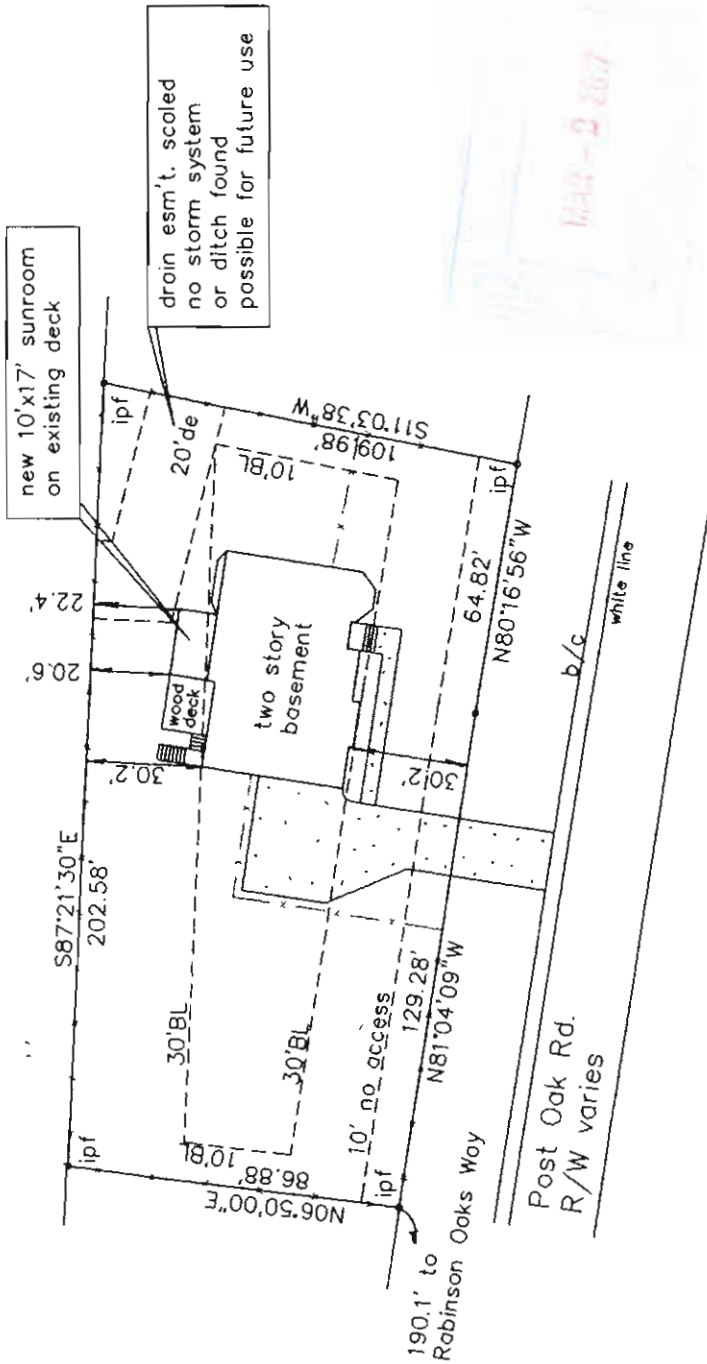 new 10'x17' sunroom
on existing deck
drain esm't. scaled
no storm system
or ditch found
possible for future use
S87°21'30"E
202.58'
ipf
ipf
30.2'
20.6'
22.4'
20'de
wood
deck
30'BL
10'BL
10'BL
two story
basement
S11°03'38"W
109.98'
N06°50'00"E
86.88'
30'BL
30.2'
10' no access
ipf
ipf
129.28'
N81°04'09"W
64.82'
N80°16'56"W
190.1' to
Robinson Oaks Way
Post Oak Rd.
R/W varies
b/c
white line